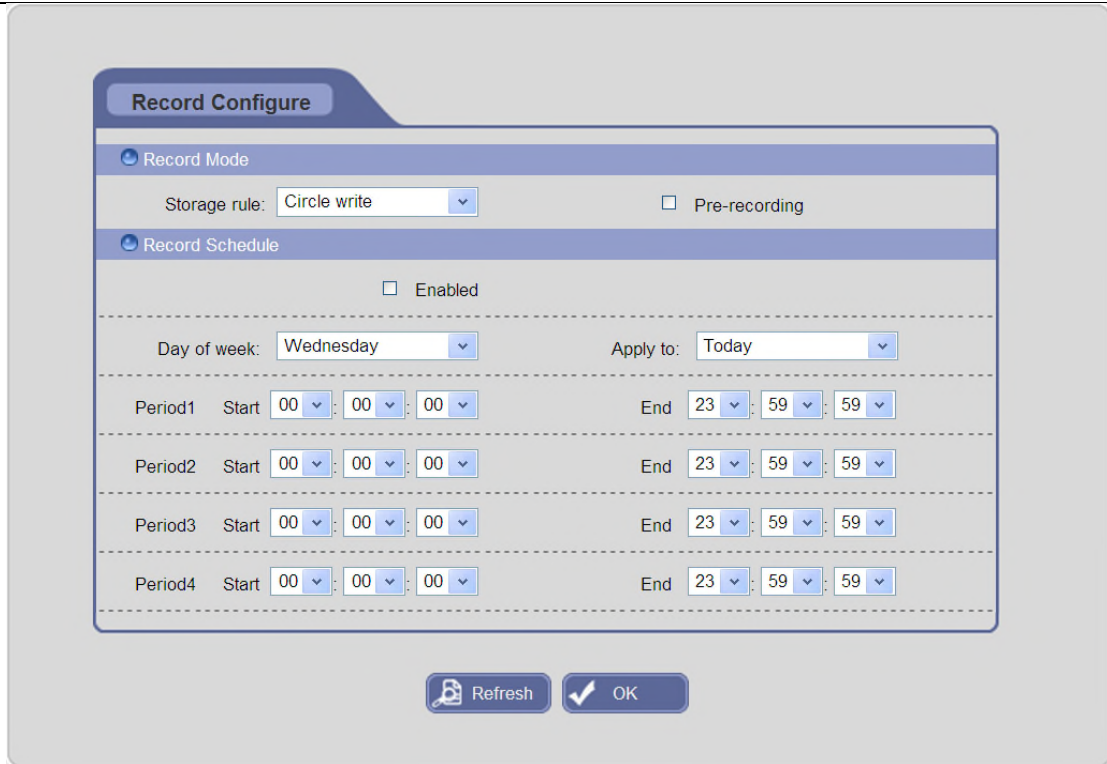 Record Configure
Record Mode
Storage rule: Circle write Pre-recording
Record Schedule
Enabled
Day of week: Wednesday Apply to: Today
Period1 Start 00 : 00 : 00 End 23 : 59 : 59
Period2 Start 00 : 00 : 00 End 23 : 59 : 59
Period3 Start 00 : 00 : 00 End 23 : 59 : 59
Period4 Start 00 : 00 : 00 End 23 : 59 : 59
Refresh OK